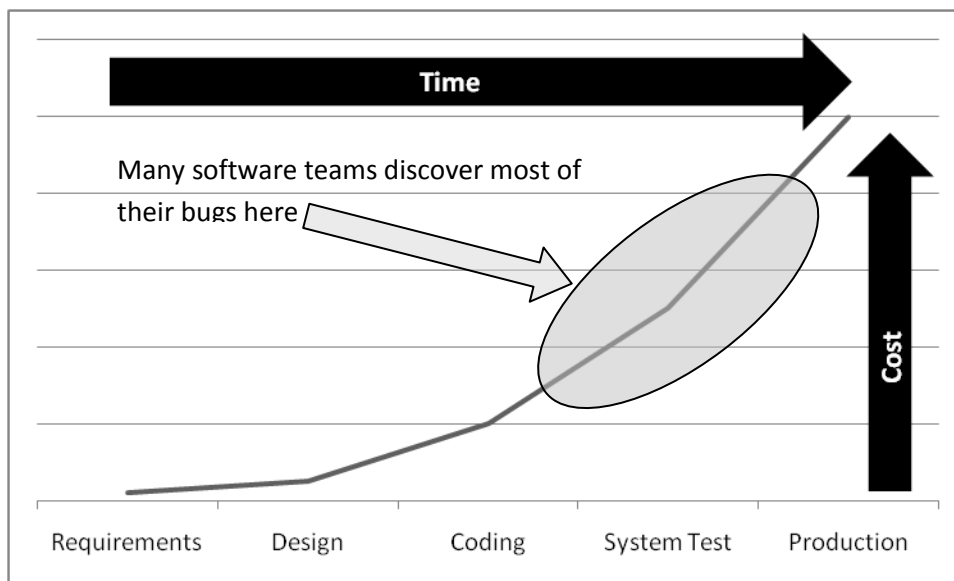 Time
Many software teams discover most of
their bugs here
Cost
Requirements
Design
Coding
System Test
Production